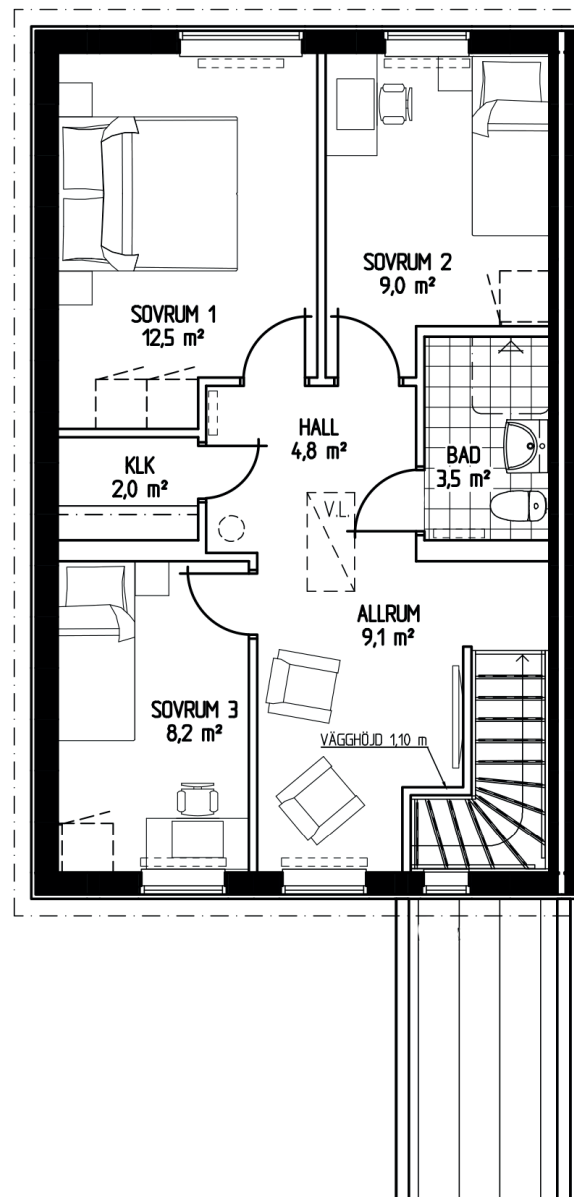 SOVRUM 2
9,0 m²
SOVRUM 1
12,5 m²
HALL
4,8 m²
BAD
3,5 m²
KLK
2,0 m²
V.L.
ALLRUM
9,1 m²
SOVRUM 3
8,2 m²
VÄGGHÖJD 1,10 m